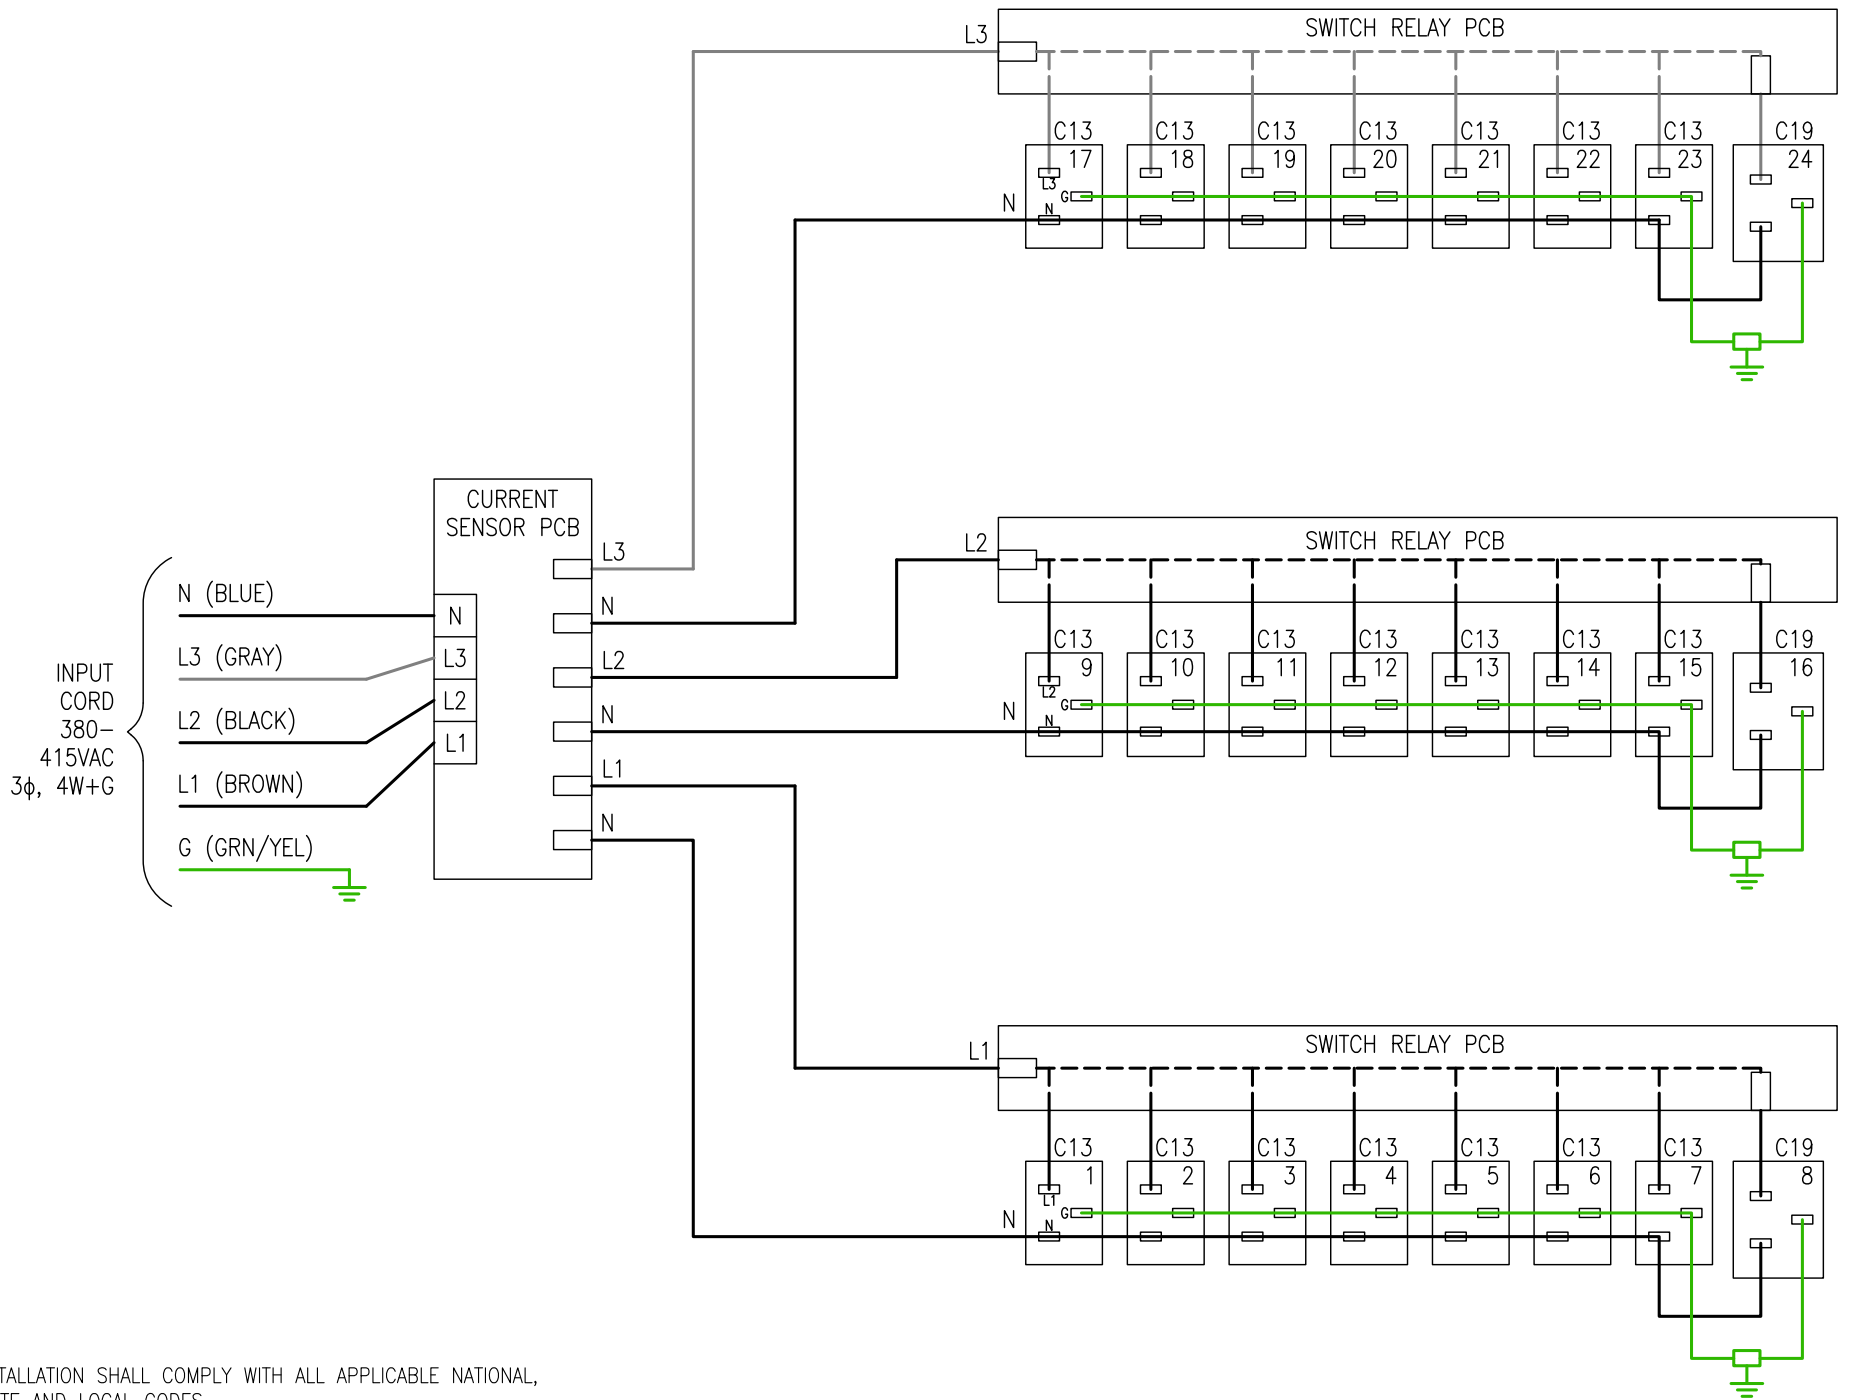 SWITCH RELAY PCB
L3
C13 C13 C13 C13 C13 C13 C13 C19
17 18 19 20 21 22 23 24
L3
G
N
N
CURRENT
SENSOR PCB
L3
N
L2
N
L1
N
N
L3
L2
L1
INPUT
CORD
380-
415VAC
3ϕ, 4W+G
N (BLUE)
L3 (GRAY)
L2 (BLACK)
L1 (BROWN)
G (GRN/YEL)
SWITCH RELAY PCB
L2
C13 C13 C13 C13 C13 C13 C13 C19
9 10 11 12 13 14 15 16
L2
G
N
N
SWITCH RELAY PCB
L1
C13 C13 C13 C13 C13 C13 C13 C19
1 2 3 4 5 6 7 8
L1
G
N
N
TALLATION SHALL COMPLY WITH ALL APPLICABLE NATIONAL,
TE AND LOCAL CODES